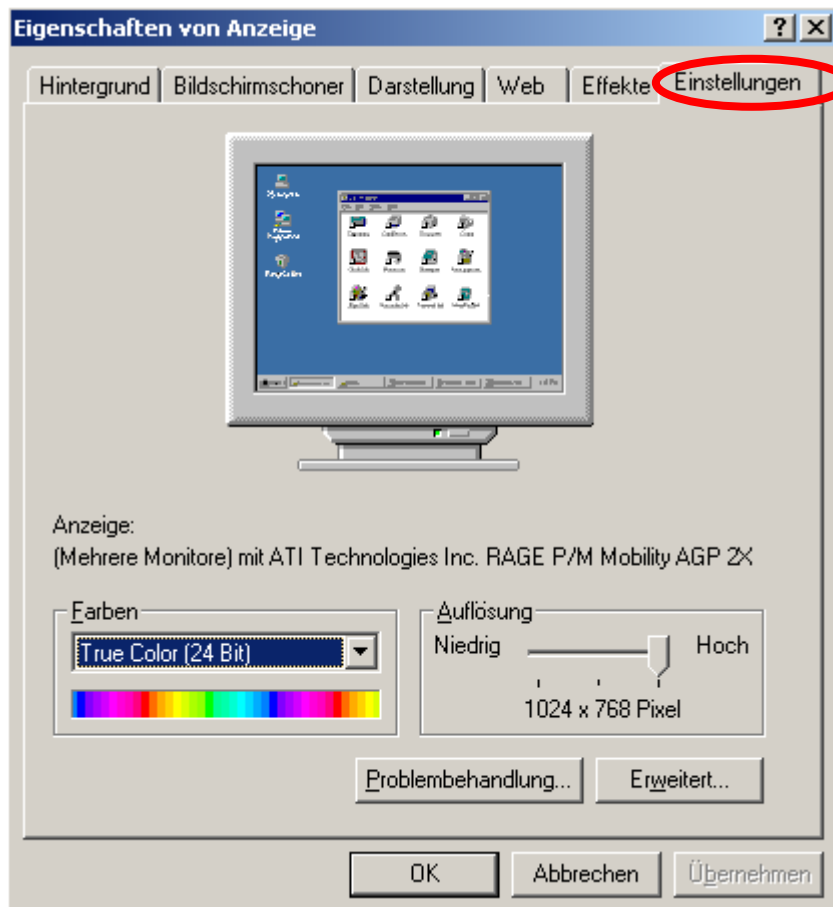 Eigenschaften von Anzeige
Hintergrund Bildschirmschoner Darstellung Web Effekte Einstellungen
Anzeige:
(Mehrere Monitore) mit ATI Technologies Inc. RAGE P/M Mobility AGP 2X
Farben
True Color (24 Bit)
Auflösung
Niedrig Hoch
1024 x 768 Pixel
Problembehandlung... Erweitert...
OK Abbrechen Übernehmen